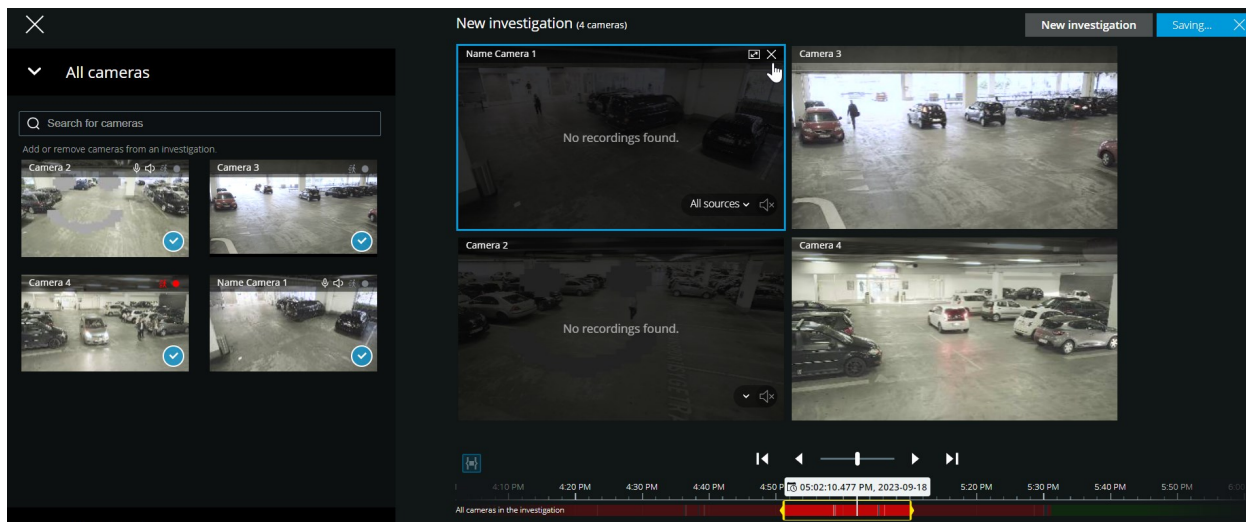 New investigation (4 cameras)
New investigation
Saving...
All cameras
Search for cameras
Add or remove cameras from an investigation.
Camera 2
Camera 3
Camera 4
Name Camera 1
Name Camera 1
No recordings found.
All sources
Camera 3
Camera 2
No recordings found.
Camera 4
05:02:10.477 PM, 2023-09-18
4:10 PM 4:20 PM 4:30 PM 4:40 PM 4:50 P 5:20 PM 5:30 PM 5:40 PM 5:50 PM 6:00
All cameras in the investigation